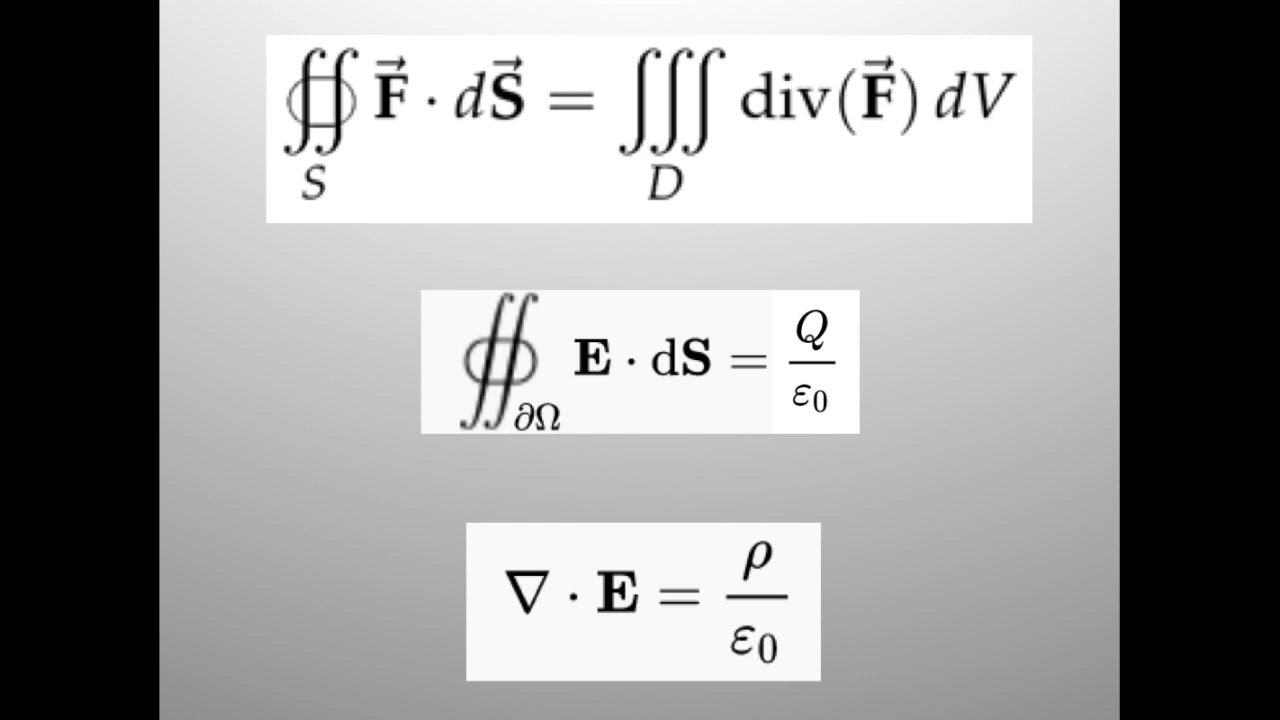 ∯_S F⃗ · dS⃗ = ∭_D div(F⃗) dV
∯_∂Ω E · dS = Q/ε₀
∇ · E = ρ/ε₀